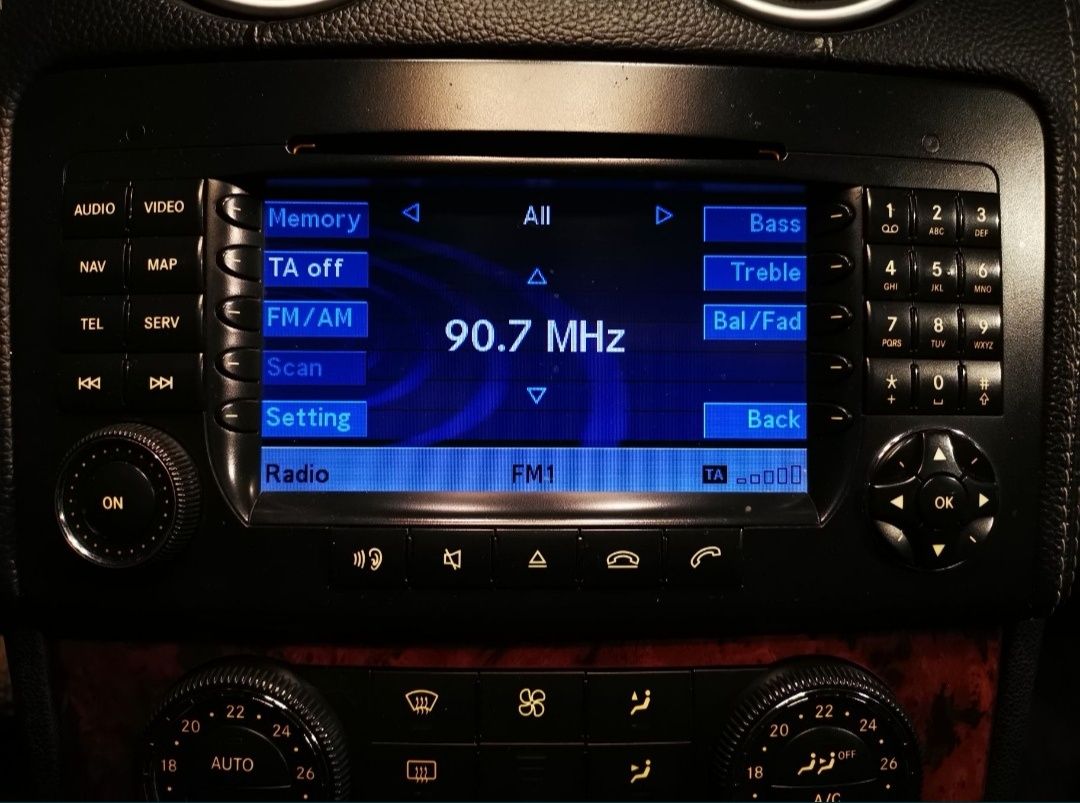 AUDIO VIDEO
NAV MAP
TEL SERV
ON
Memory
TA off
FM/AM
Scan
Setting
All
90.7 MHz
Bass
Treble
Bal/Fad
Back
Radio FM1 TA
1 2 ABC 3 DEF
4 GHI 5 JKL 6 MNO
7 PQRS 8 TUV 9 WXYZ
* + 0 #
OK
18 20 22 24 26
AUTO
18 20 22 24 26
OFF
A/C